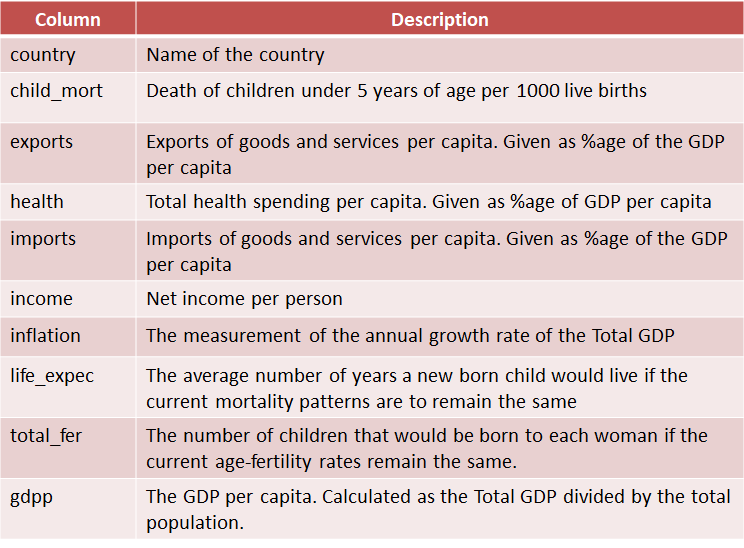 Column Description
country Name of the country
child_mort Death of children under 5 years of age per 1000 live births
exports Exports of goods and services per capita. Given as %age of the GDP
per capita
health Total health spending per capita. Given as %age of GDP per capita
imports Imports of goods and services per capita. Given as %age of the GDP
per capita
income Net income per person
inflation The measurement of the annual growth rate of the Total GDP
life_expec The average number of years a new born child would live if the
current mortality patterns are to remain the same
total_fer The number of children that would be born to each woman if the
current age-fertility rates remain the same.
gdpp The GDP per capita. Calculated as the Total GDP divided by the total
population.